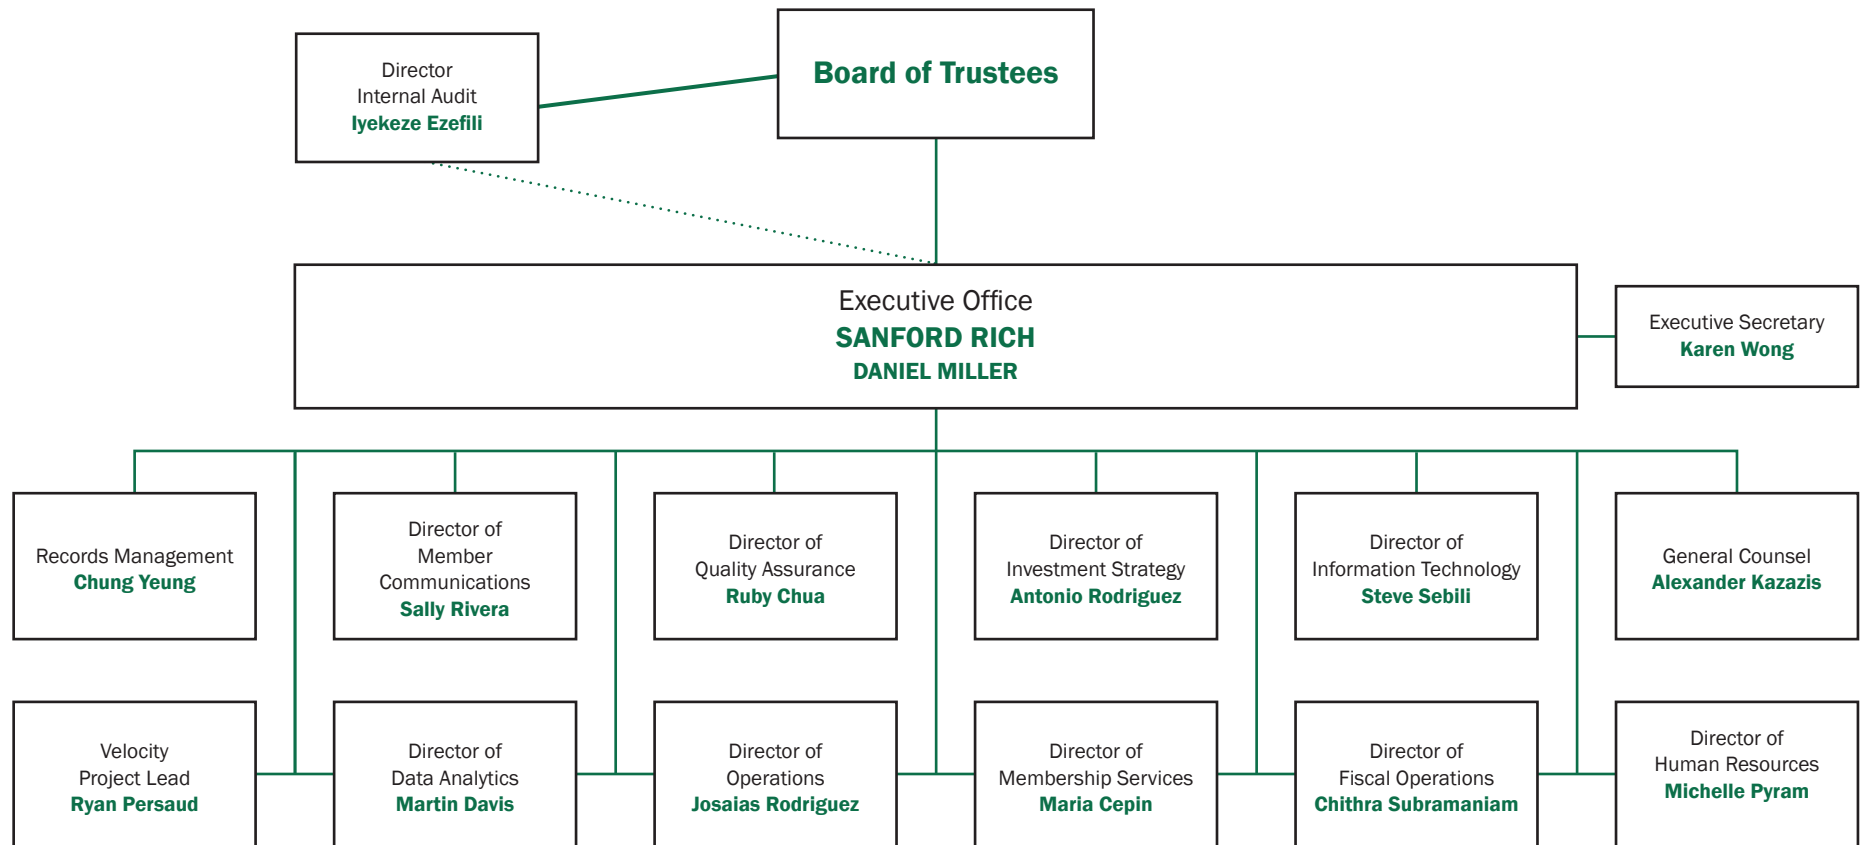 Board of Trustees
Director
Internal Audit
Iyekeze Ezefili
Executive Office
SANFORD RICH
DANIEL MILLER
Executive Secretary
Karen Wong
Records Management
Chung Yeung
Director of
Member
Communications
Sally Rivera
Director of
Quality Assurance
Ruby Chua
Director of
Investment Strategy
Antonio Rodriguez
Director of
Information Technology
Steve Sebili
General Counsel
Alexander Kazazis
Velocity
Project Lead
Ryan Persaud
Director of
Data Analytics
Martin Davis
Director of
Operations
Josaias Rodriguez
Director of
Membership Services
Maria Cepin
Director of
Fiscal Operations
Chithra Subramaniam
Director of
Human Resources
Michelle Pyram